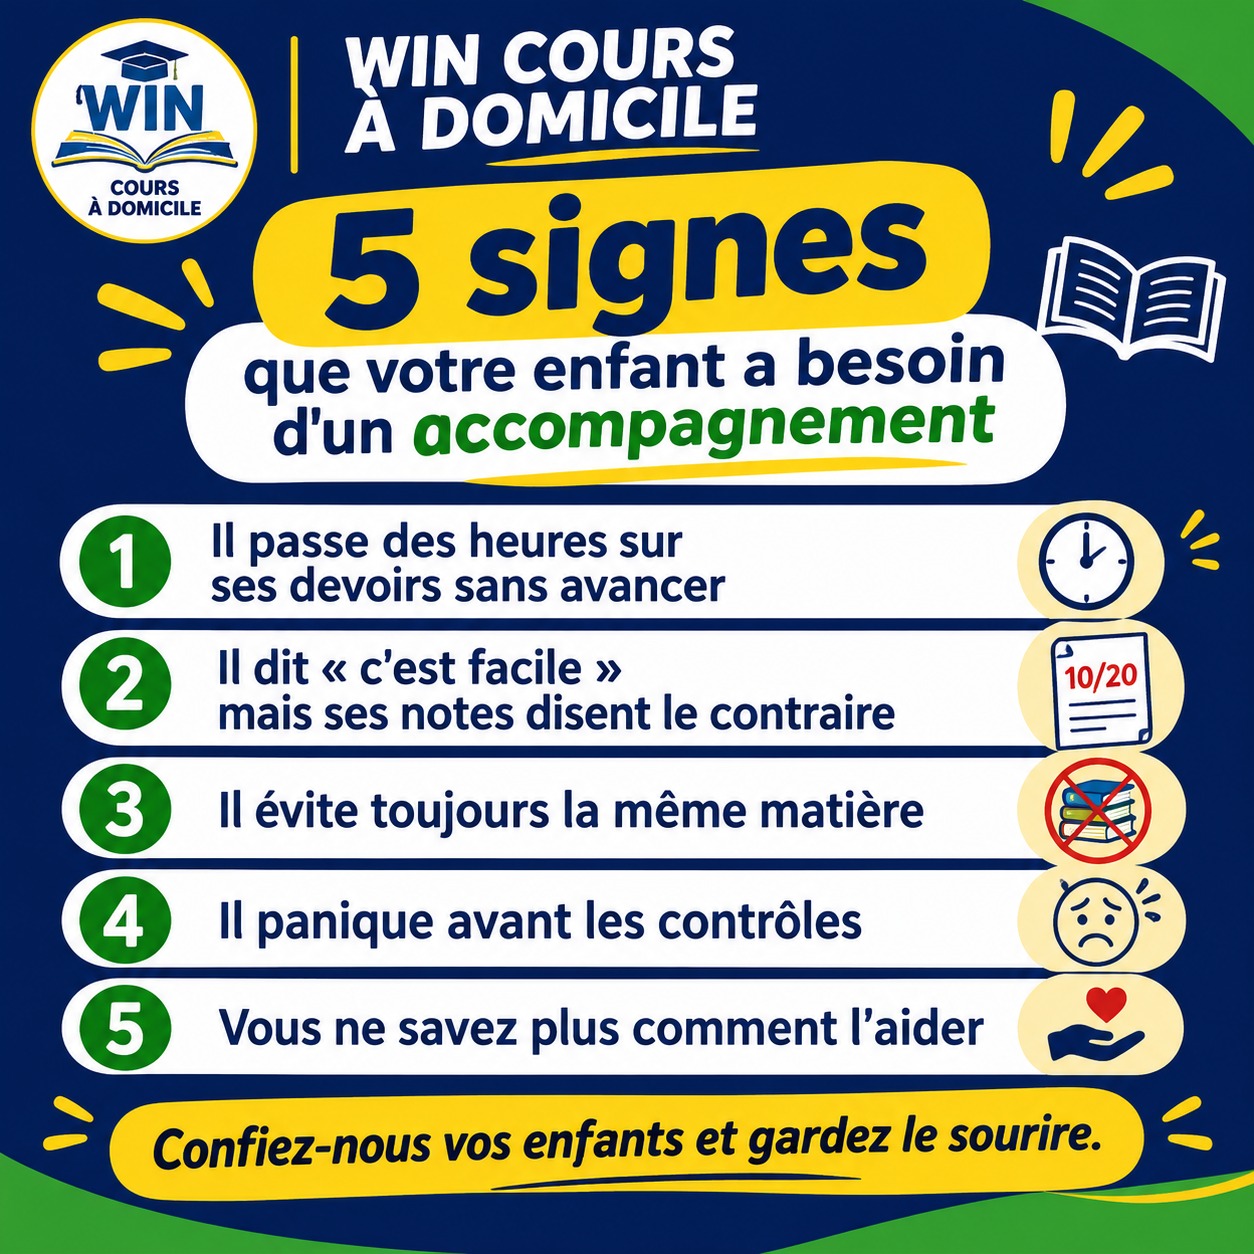 WIN
COURS
À DOMICILE
WIN COURS
À DOMICILE
5 signes
que votre enfant a besoin
d'un accompagnement
1
Il passe des heures sur
ses devoirs sans avancer
2
Il dit « c’est facile »
mais ses notes disent le contraire
10/20
3
Il évite toujours la même matière
4
Il panique avant les contrôles
5
Vous ne savez plus comment l’aider
Confiez-nous vos enfants et gardez le sourire.